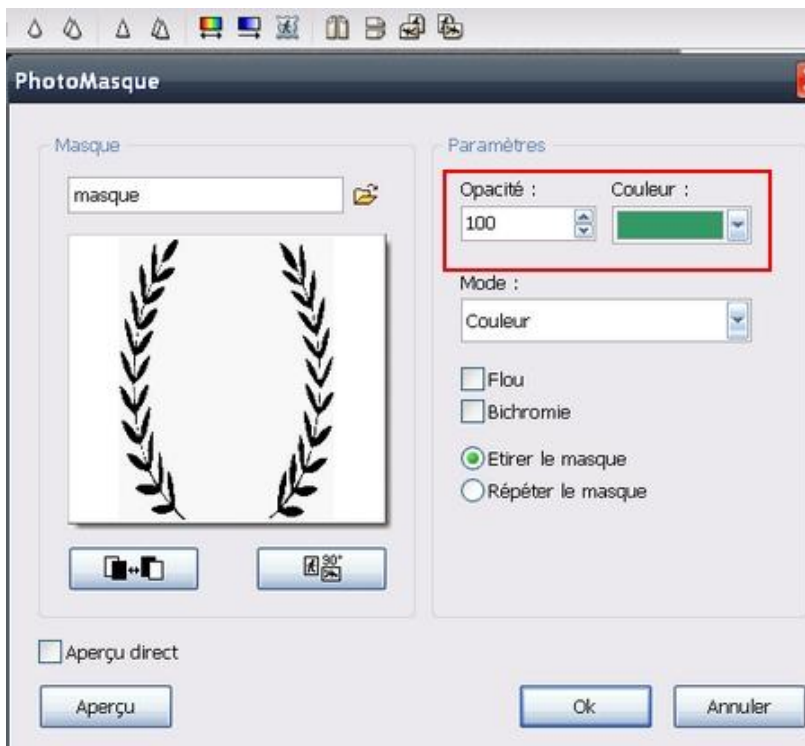 PhotoMasque
Masque
masque
Paramètres
Opacité :
Couleur :
100
Mode :
Couleur
Flou
Bichromie
Etirer le masque
Répéter le masque
90°
Aperçu direct
Aperçu
Ok
Annuler